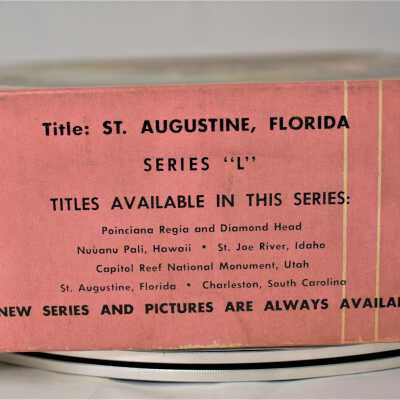 Title: ST. AUGUSTINE, FLORIDA
SERIES "L"
TITLES AVAILABLE IN THIS SERIES:
Poinciana Regia and Diamond Head
Nuuanu Pali, Hawaii • St. Joe River, Idaho
Capitol Reef National Monument, Utah
St. Augustine, Florida • Charleston, South Carolina
NEW SERIES AND PICTURES ARE ALWAYS AVAILA